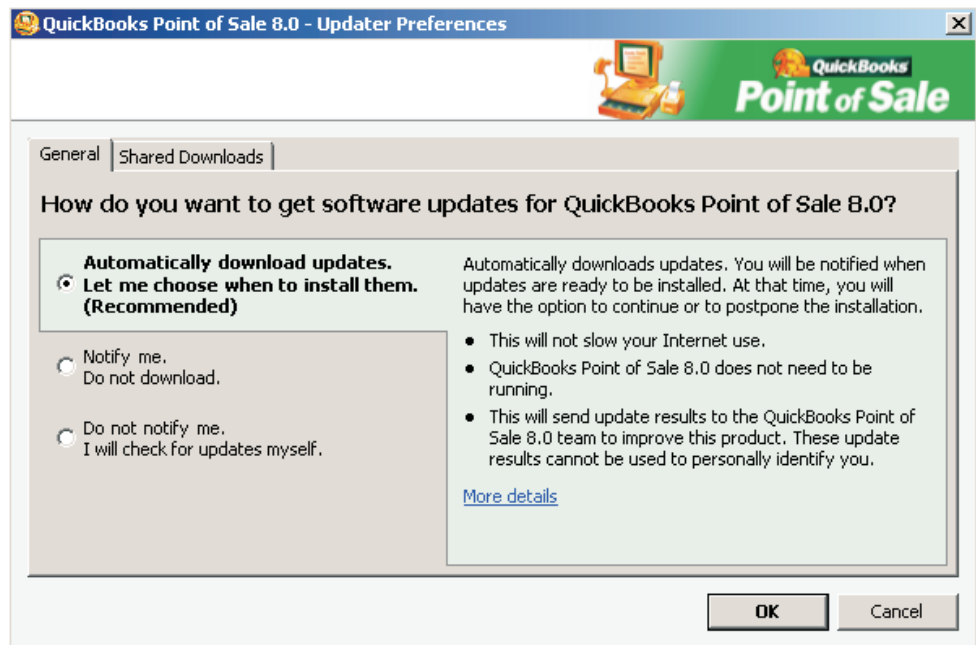 QuickBooks Point of Sale 8.0 - Updater Preferences
QuickBooks
Point of Sale
General
Shared Downloads
How do you want to get software updates for QuickBooks Point of Sale 8.0?
Automatically download updates.
Let me choose when to install them.
(Recommended)
Notify me.
Do not download.
Do not notify me.
I will check for updates myself.
Automatically downloads updates. You will be notified when
updates are ready to be installed. At that time, you will
have the option to continue or to postpone the installation.
• This will not slow your Internet use.
• QuickBooks Point of Sale 8.0 does not need to be
running.
• This will send update results to the QuickBooks Point of
Sale 8.0 team to improve this product. These update
results cannot be used to personally identify you.
More details
OK
Cancel